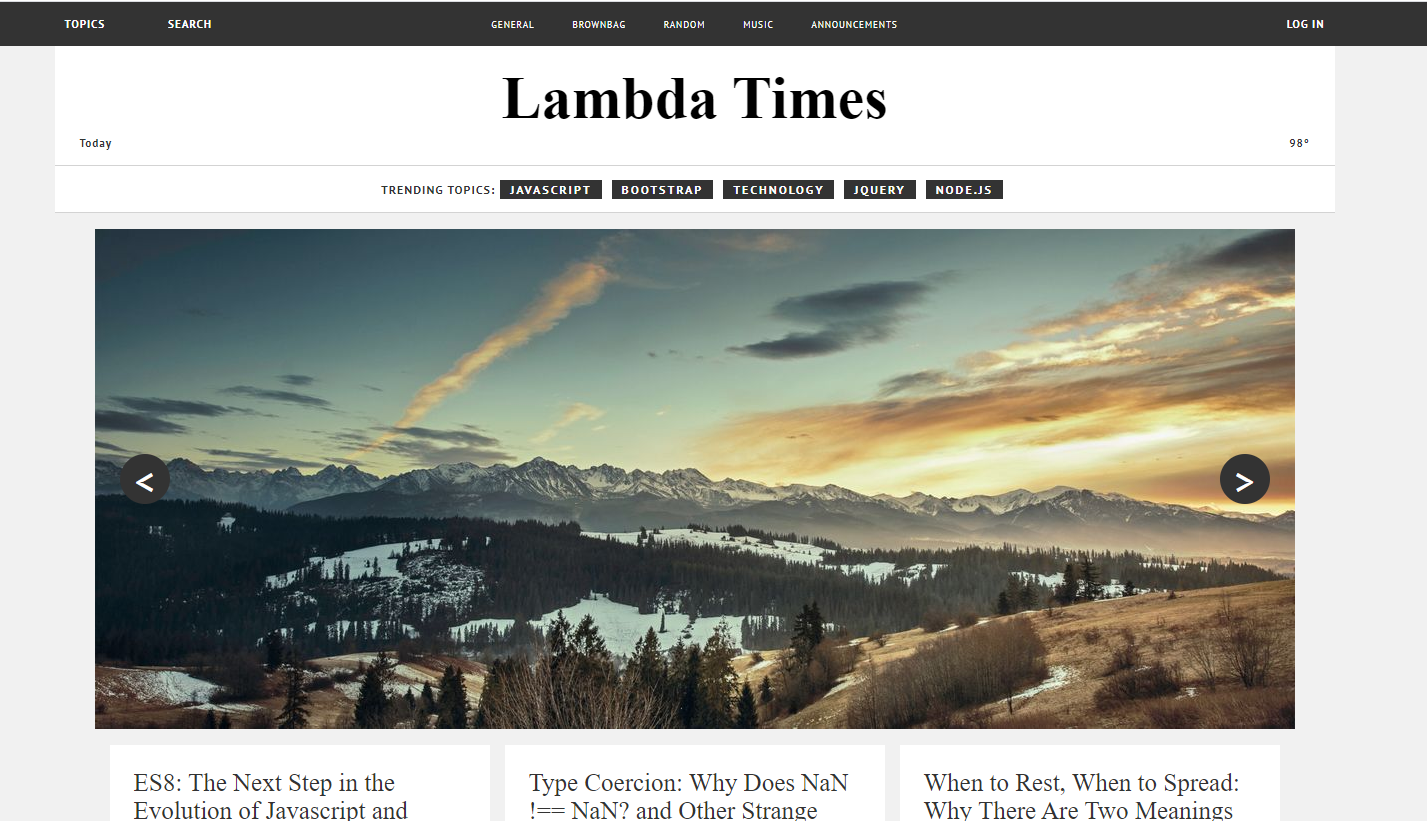 TOPICS SEARCH GENERAL BROWNBAG RANDOM MUSIC ANNOUNCEMENTS LOG IN
Lambda Times
Today 98°
TRENDING TOPICS: JAVASCRIPT BOOTSTRAP TECHNOLOGY JQUERY NODE.JS
< >
ES8: The Next Step in the
Evolution of Javascript and
Type Coercion: Why Does NaN
!== NaN? and Other Strange
When to Rest, When to Spread:
Why There Are Two Meanings